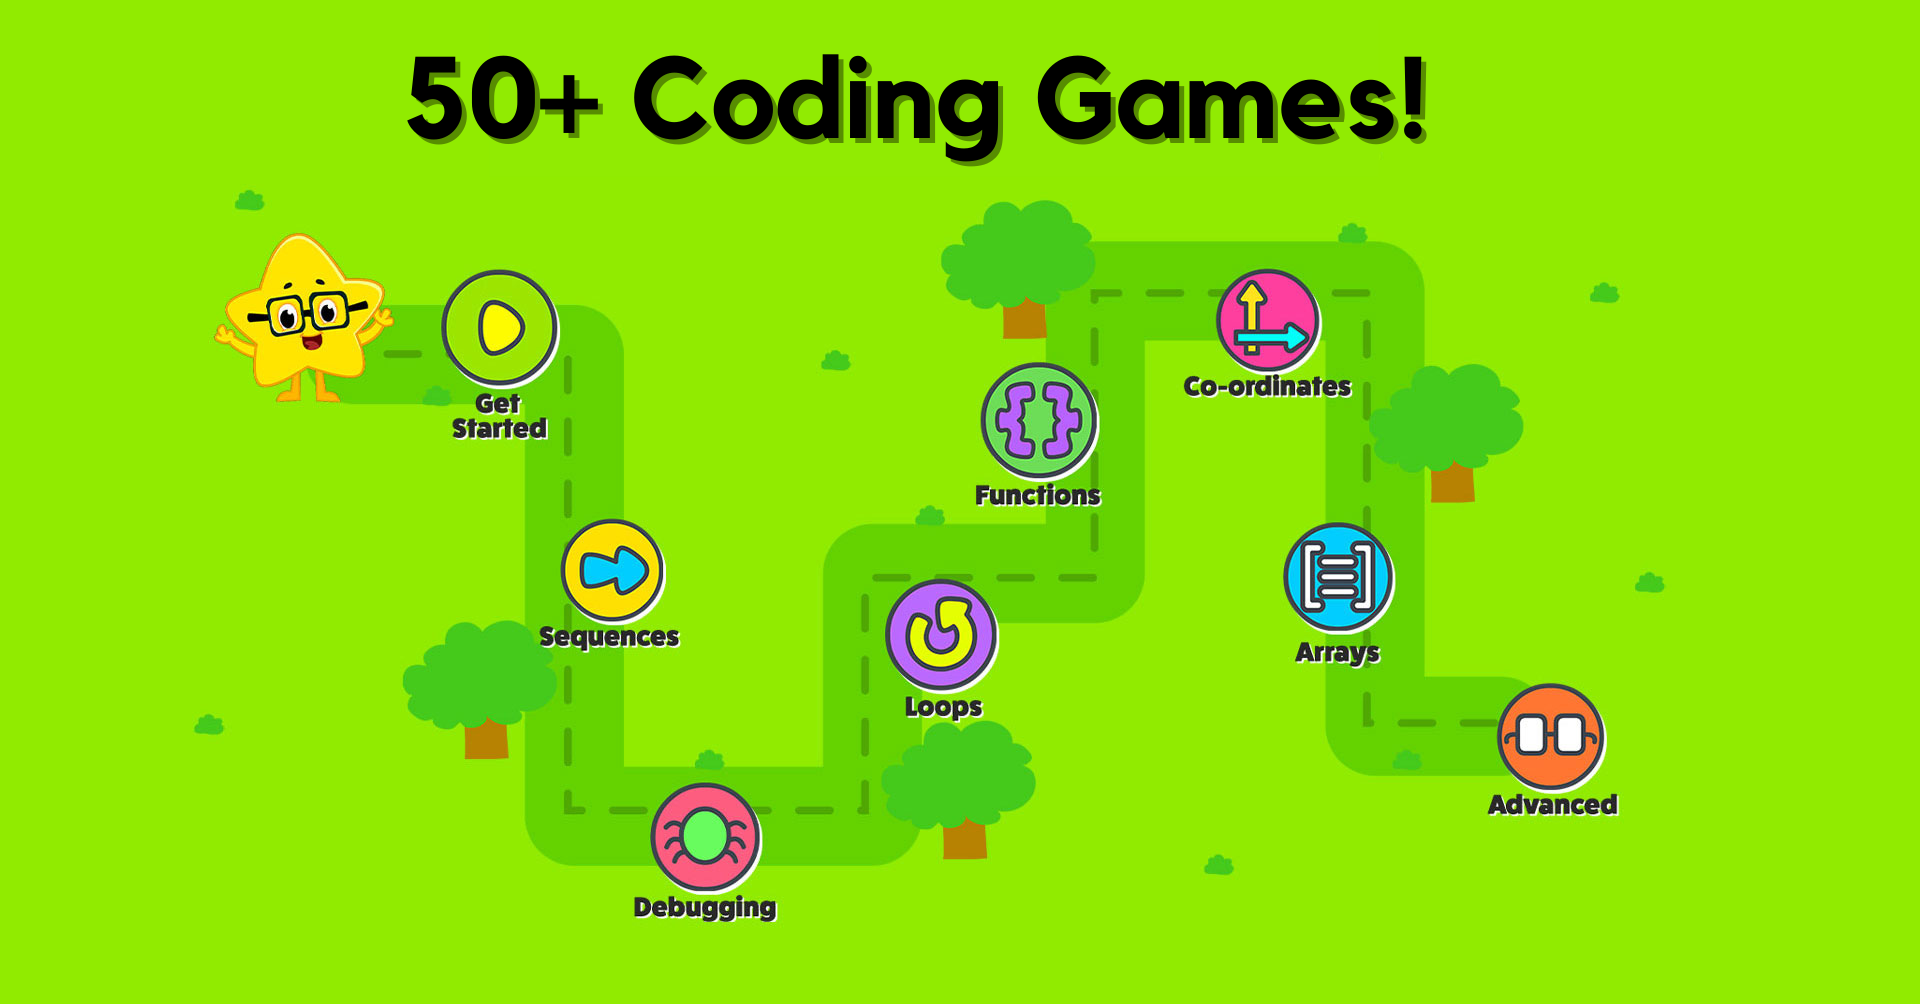 50+ Coding Games!
Get
Started
Sequences
Debugging
Loops
Functions
Co-ordinates
Arrays
Advanced